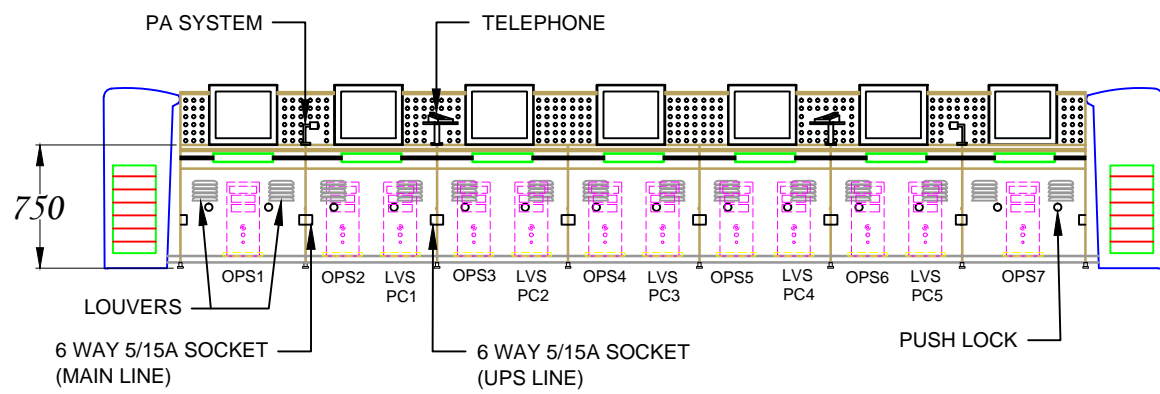 PA SYSTEM
TELEPHONE
750
OPS1
OPS2
LVS
PC1
OPS3
LVS
PC2
OPS4
LVS
PC3
OPS5
LVS
PC4
OPS6
LVS
PC5
OPS7
LOUVERS
6 WAY 5/15A SOCKET
(MAIN LINE)
6 WAY 5/15A SOCKET
(UPS LINE)
PUSH LOCK